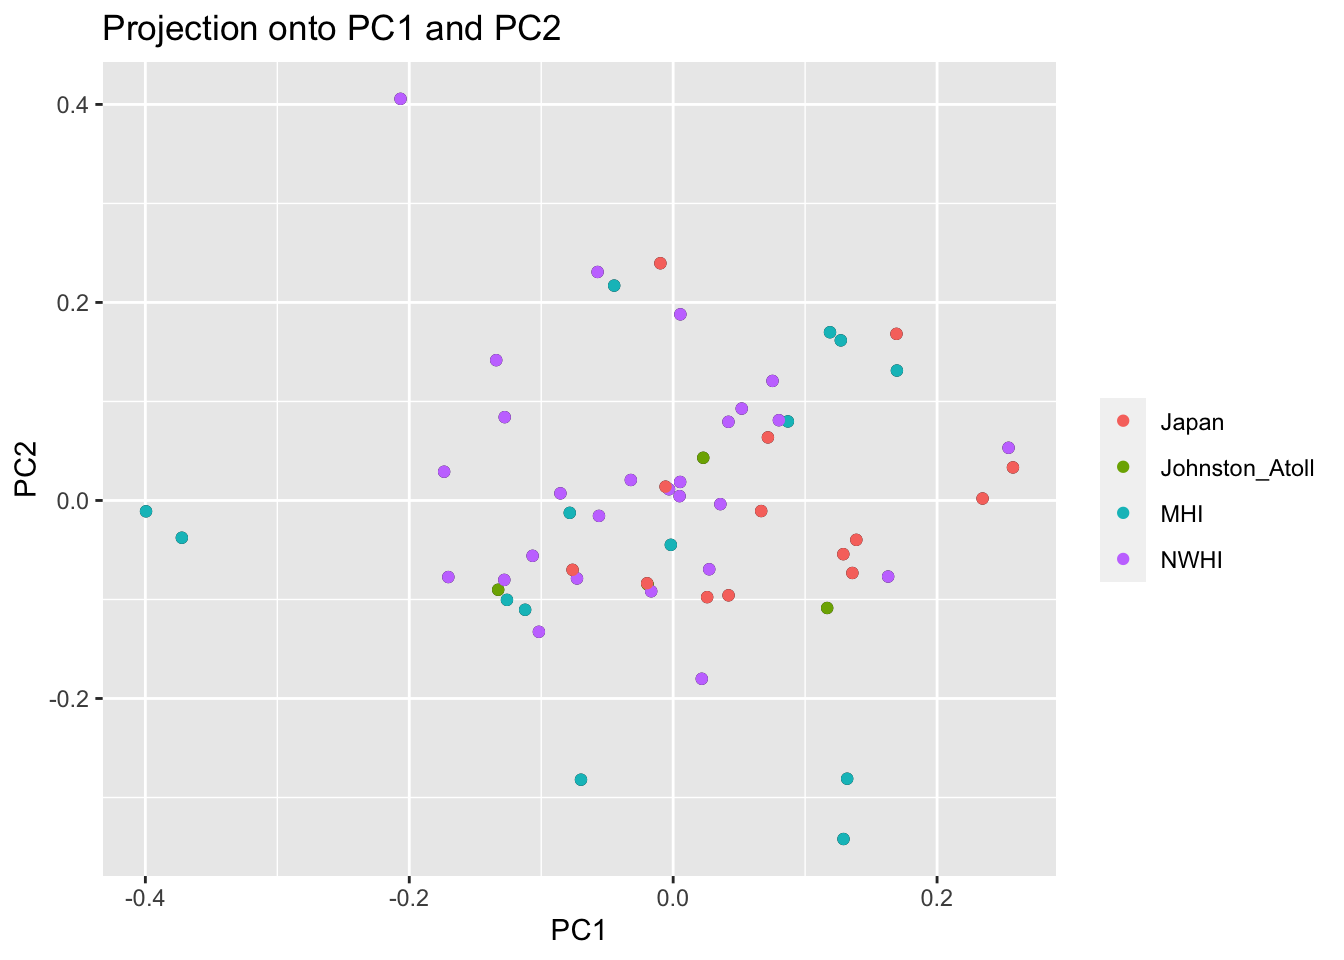 Projection onto PC1 and PC2
0.4
0.2
0.0
-0.2
PC2
-0.4
-0.2
0.0
0.2
PC1
Japan
Johnston_Atoll
MHI
NWHI